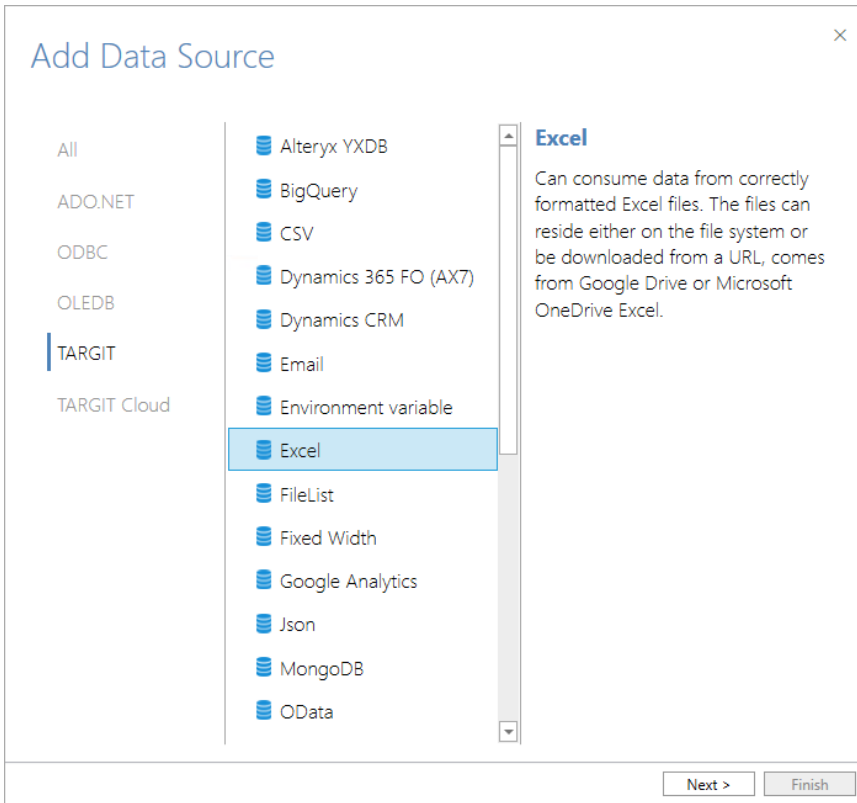 Add Data Source
All
ADO.NET
ODBC
OLEDB
TARGIT
TARGIT Cloud
Alteryx YXDB
BigQuery
CSV
Dynamics 365 FO (AX7)
Dynamics CRM
Email
Environment variable
Excel
FileList
Fixed Width
Google Analytics
Json
MongoDB
OData
Excel
Can consume data from correctly
formatted Excel files. The files can
reside either on the file system or
be downloaded from a URL, comes
from Google Drive or Microsoft
OneDrive Excel.
Next >
Finish